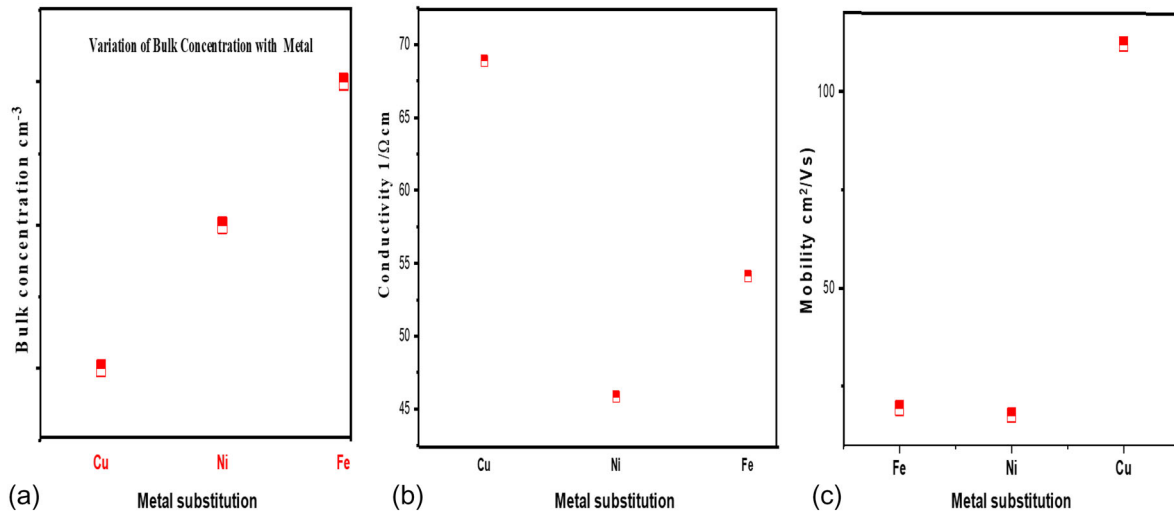 Variation of Bulk Concentration with Metal
Bulk concentration cm-3
Cu Ni Fe
(a) Metal substitution
70
65
60
55
50
45
Conductivity 1/Ωcm
Cu Ni Fe
(b) Metal substitution
100
50
Mobility cm2/Vs)
Fe Ni Cu
(c) Metal substitution